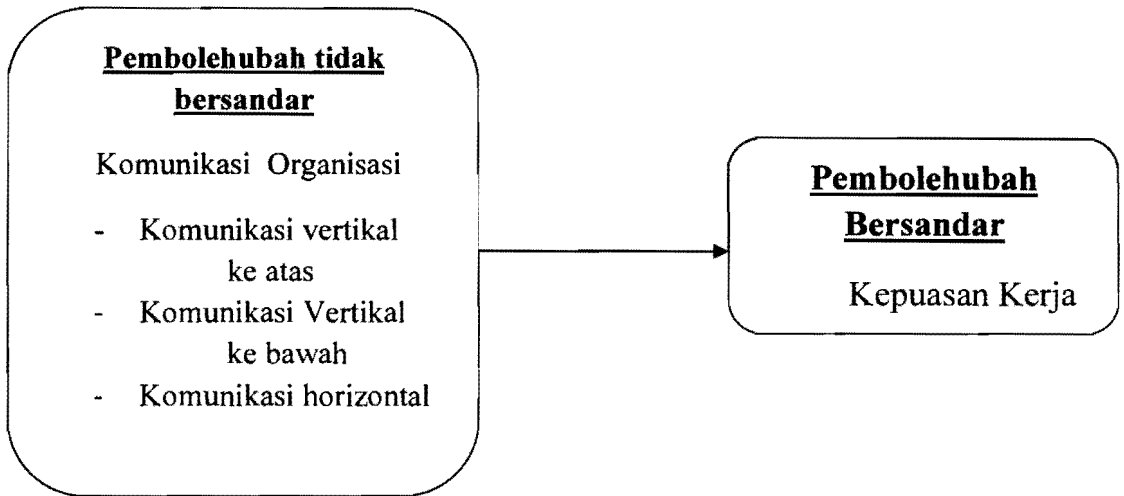 Pembolehubah tidak
bersandar
Komunikasi Organisasi
- Komunikasi vertikal
ke atas
- Komunikasi Vertikal
ke bawah
- Komunikasi horizontal
Pembolehubah
Bersandar
Kepuasan Kerja